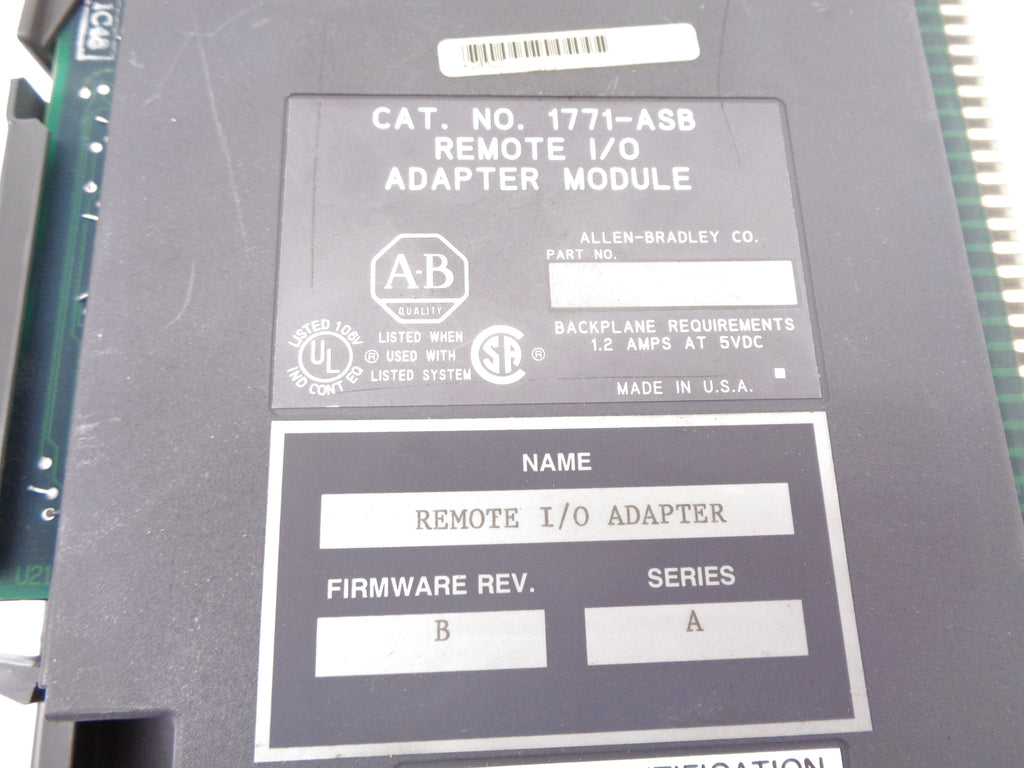 IC48
CAT. NO. 1771-ASB
REMOTE I/O
ADAPTER MODULE
ALLEN-BRADLEY CO.
PART NO.
A-B
QUALITY
BACKPLANE REQUIREMENTS
1.2 AMPS AT 5VDC
LISTED 106V
UL
IND CONT EQ
®
LISTED WHEN
USED WITH
LISTED SYSTEM
SA
®
MADE IN U.S.A.
NAME
REMOTE I/O ADAPTER
FIRMWARE REV.
SERIES
B
A
U21